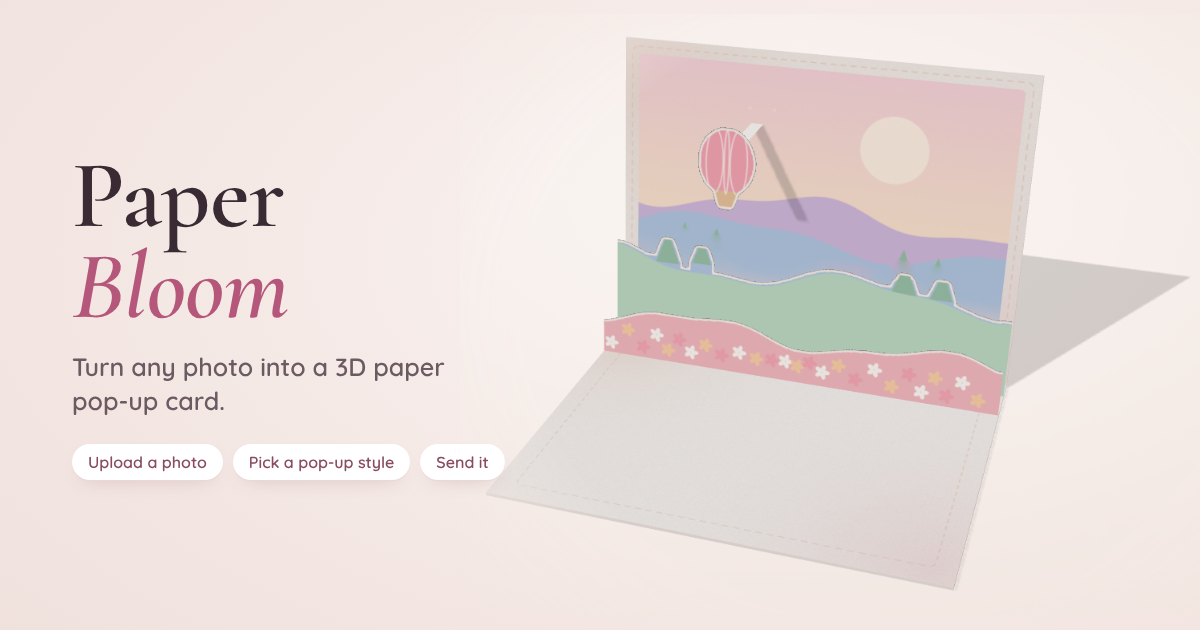 Paper
Bloom
Turn any photo into a 3D paper
pop-up card.
Upload a photo
Pick a pop-up style
Send it